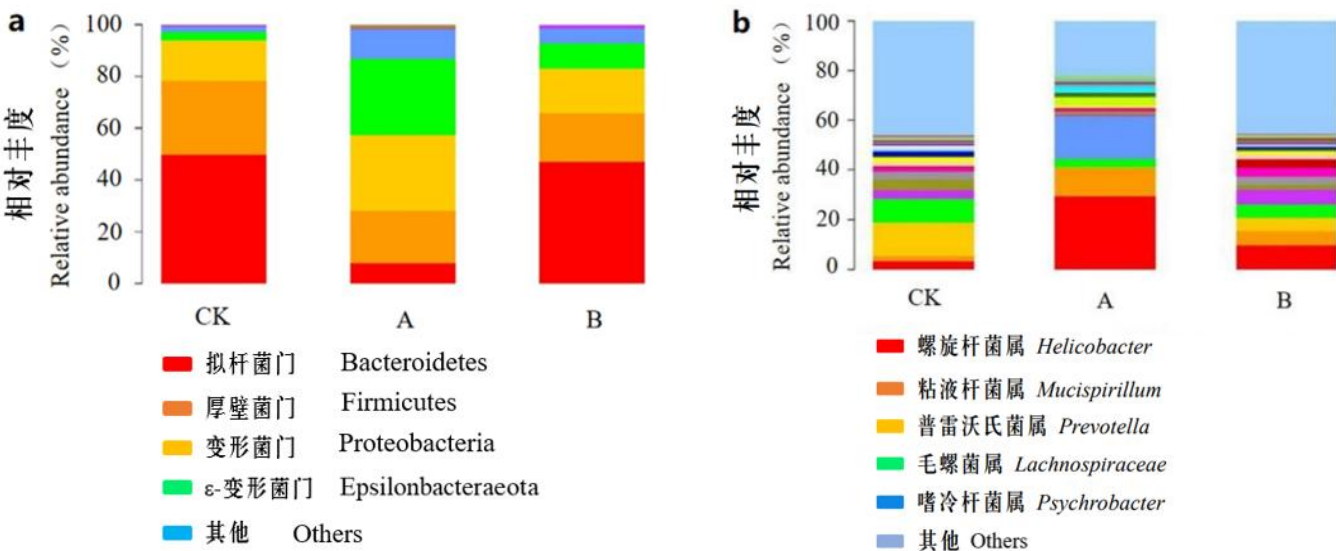 a
相对丰度
Relative abundance （%）
100
80
60
40
20
0
CK
A
B
拟杆菌门 Bacteroidetes
厚壁菌门 Firmicutes
变形菌门 Proteobacteria
ε-变形菌门 Epsilonbacteraeota
其他 Others
b
相对丰度
Relative abundance （%）
100
80
60
40
20
0
CK
A
B
螺旋杆菌属 Helicobacter
粘液杆菌属 Mucispirillum
普雷沃氏菌属 Prevotella
毛螺菌属 Lachnospiraceae
嗜冷杆菌属 Psychrobacter
其他 Others